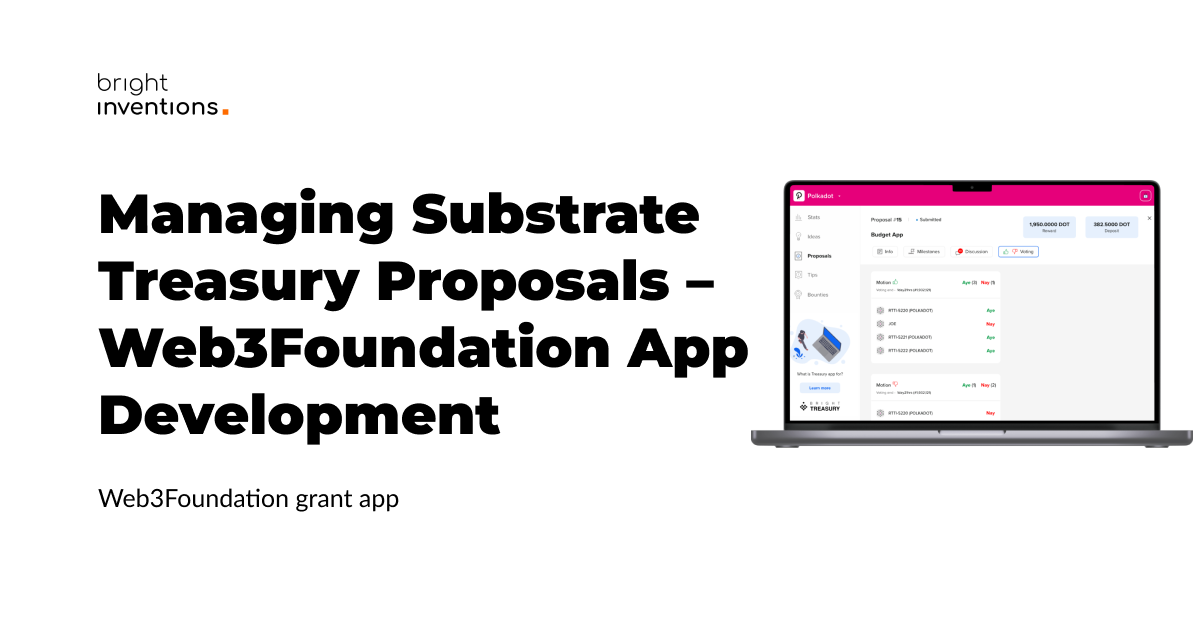 bright
inventions.
Managing Substrate
Treasury Proposals –
Web3Foundation App
Development
Web3Foundation grant app
Polkadot
Stats
Ideas
Proposals
Tips
Bounties
What is Treasury app for?
Learn more
BRIGHT
TREASURY
Proposal #15 Submitted
Budget App
1,950.0000 DOT
Reward
382.5000 DOT
Deposit
Info Milestones Discussion Voting
Motion Aye (3) Nay (1)
Aye
JOE Nay
Aye
Aye
Motion Aye (1) Nay (2)
Nay